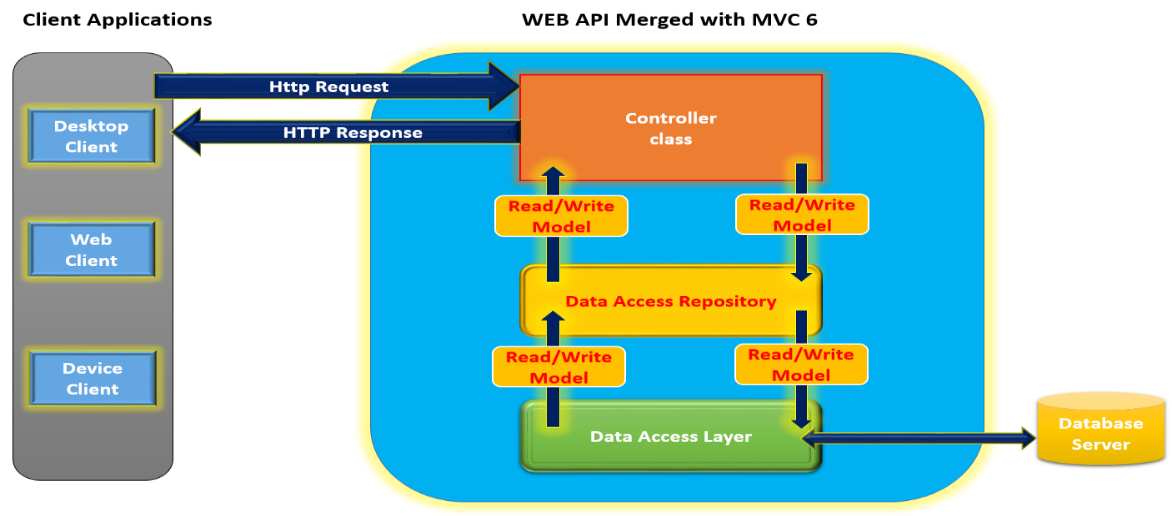 Client Applications
WEB API Merged with MVC 6
Http Request
HTTP Response
Desktop
Client
Web
Client
Device
Client
Controller
class
Read/Write
Model
Read/Write
Model
Data Access Repository
Read/Write
Model
Read/Write
Model
Data Access Layer
Database
Server